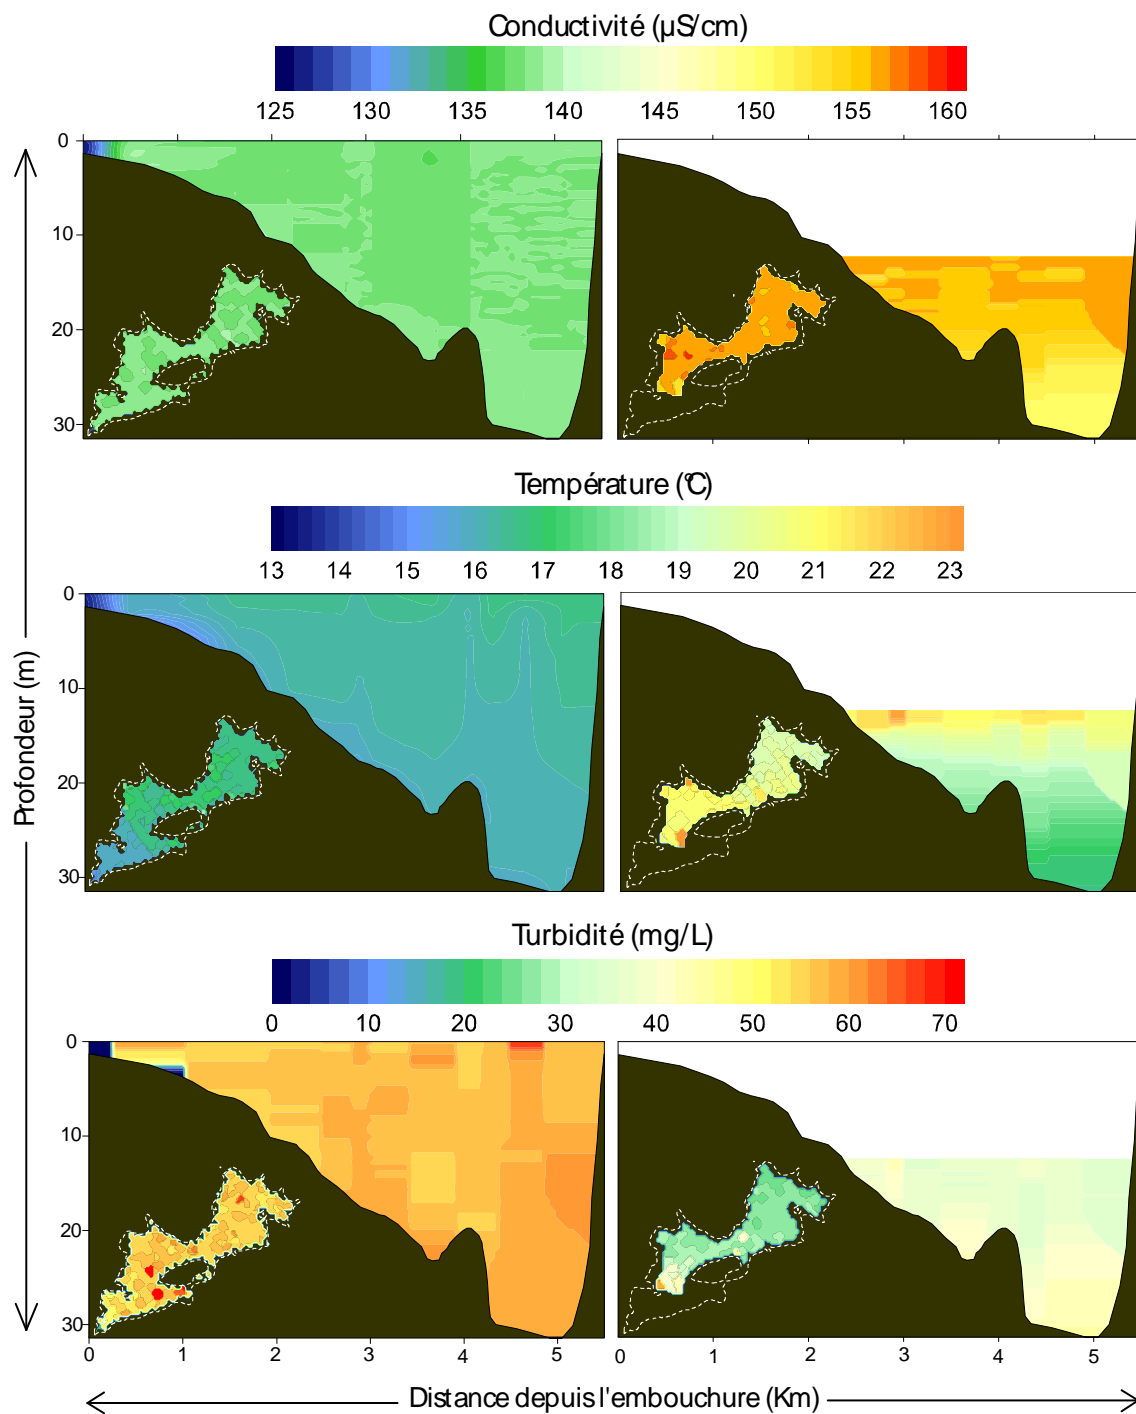 Conductivité (µS/cm)
125 130 135 140 145 150 155 160
0
10
20
30
Température (°C)
13 14 15 16 17 18 19 20 21 22 23
0
10
20
30
Profondeur (m)
Turbidité (mg/L)
0 10 20 30 40 50 60 70
0
10
20
30
0 1 2 3 4 5 0 1 2 3 4 5
Distance depuis l'embouchure (Km)